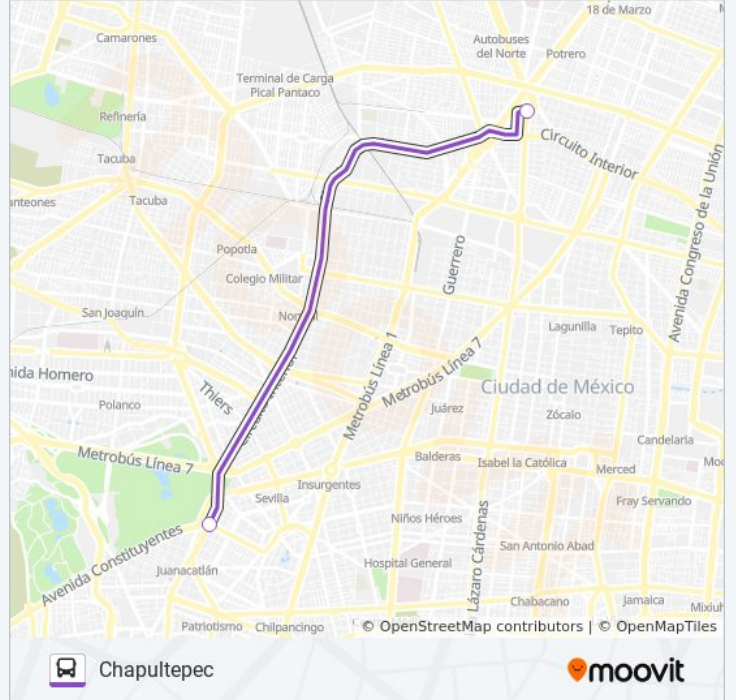 18 de Marzo
Camarones
Autobuses
del Norte
Potrero
Terminal de Carga
Pical Pantaco
Refinería
Circuito Interior
Tacuba
Tacuba
anteones
Avenida Congreso de la Unión
Popotla
Guerrero
Colegio Militar
San Joaquín
Lagunilla
Tepito
Metrobús Línea 1
Metrobús Línea 7
nida Homero
Thiers
Polanco
Ciudad de México
Juárez
Zócalo
Candelaria
Metrobús Línea 7
Balderas
Isabel la Católica
Merced
Insurgentes
Sevilla
Fray Servando
Niños Héroes
Lázaro Cárdenas
San Antonio Abad
Avenida Constituyentes
Juanacatlán
Hospital General
Chabacano
Jamaica
Mixiuh
Patriotismo
Chilpancingo
© OpenStreetMap contributors | © OpenMapTiles
Chapultepec
moovit